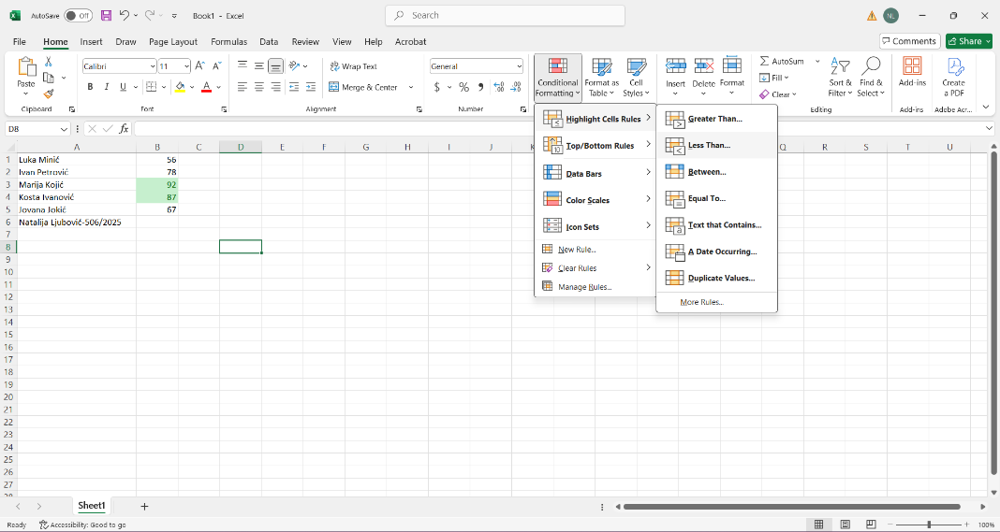 AutoSave Off Book1 - Excel Search NL
File Home Insert Draw Page Layout Formulas Data Review View Help Acrobat Comments Share
Paste Calibri 11 Wrap Text General Conditional Formatting Format as Table Cell Styles Insert Delete Format AutoSum Sort & Filter Find & Select Add-ins Create a PDF
B I U A Merge & Center $ % Fill
Clear
Clipboard Font Alignment Number Editing Add-ins Adobe Acr...
D8 fx
A B C D E F G H I J K Q R S T U
1 Luka Minić 56
2 Ivan Petrović 78
3 Marija Kojić 92
4 Kosta Ivanović 87
5 Jovana Jokić 67
6 Natalija Ljubović-506/2025
7
8
9
10
11
12
13
14
15
16
17
18
19
20
21
22
23
24
25
26
27
28
Highlight Cells Rules
Top/Bottom Rules
Data Bars
Color Scales
Icon Sets
New Rule...
Clear Rules
Manage Rules...
Greater Than...
Less Than...
Between...
Equal To...
Text that Contains...
A Date Occurring...
Duplicate Values...
More Rules...
Sheet1
Ready Accessibility: Good to go 100%